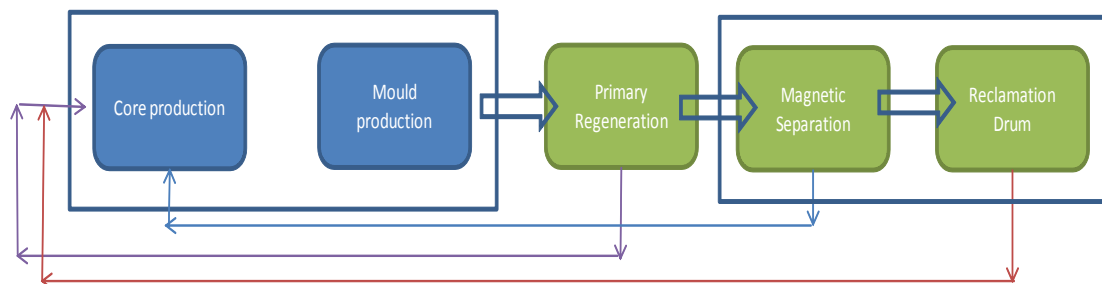 Core production
Mould
production
Primary
Regeneration
Magnetic
Separation
Reclamation
Drum